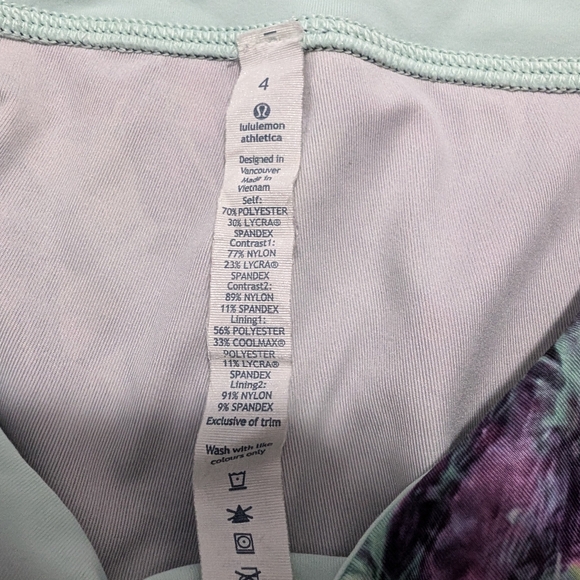 4
lululemon
athletica
Designed in
Vancouver
Made in
Vietnam
Self:
70% POLYESTER
30% LYCRA®
SPANDEX
Contrast1:
77% NYLON
23% LYCRA®
SPANDEX
Contrast2:
89% NYLON
11% SPANDEX
Lining1:
56% POLYESTER
33% COOLMAX®
POLYESTER
11% LYCRA®
SPANDEX
Lining2:
91% NYLON
9% SPANDEX
Exclusive of trim
Wash with like
colours only